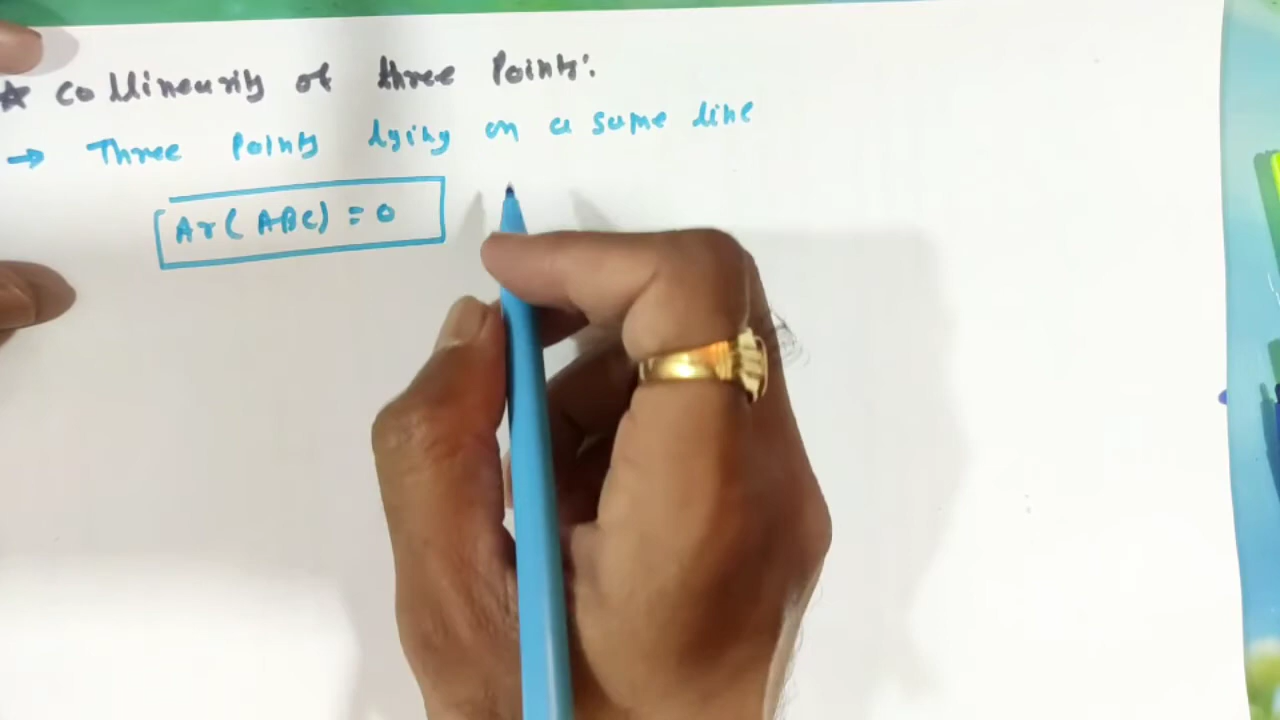 ★ Collinearity of three Points:
→ Three Points lying on a same line
Ar(ABC) = 0